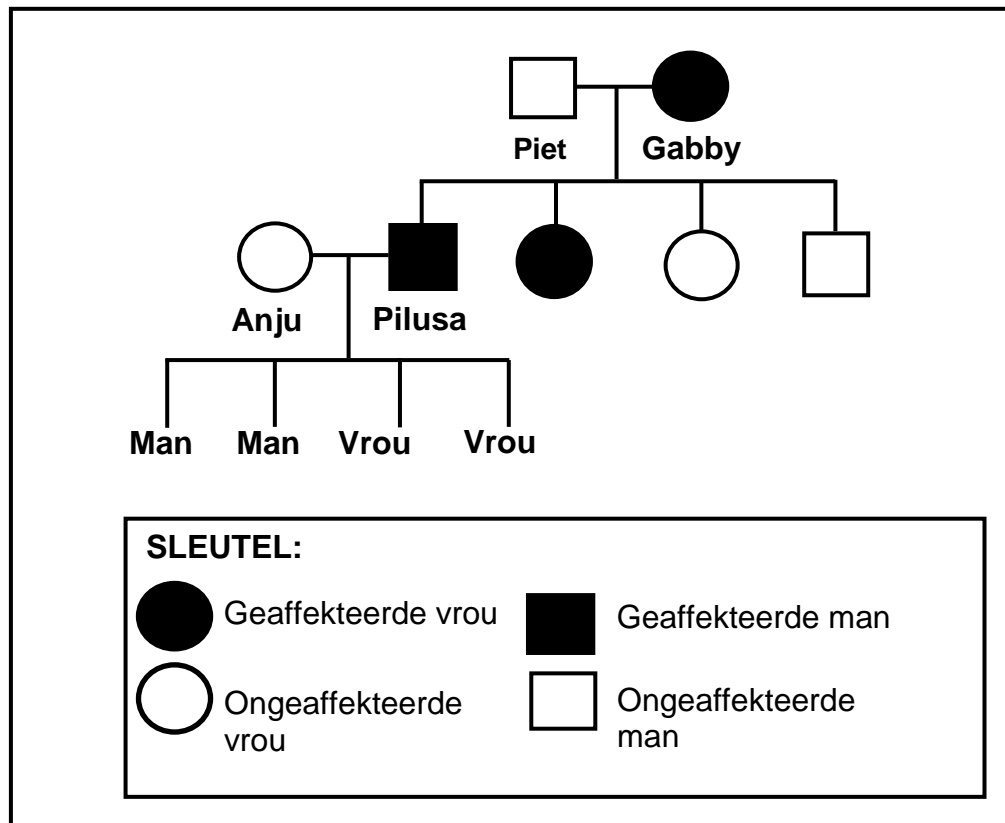 Piet Gabby
Anju Pilusa
Man Man Vrou Vrou
SLEUTEL:
Geaffekteerde vrou
Geaffekteerde man
Ongeaffekteerde
vrou
Ongeaffekteerde
man